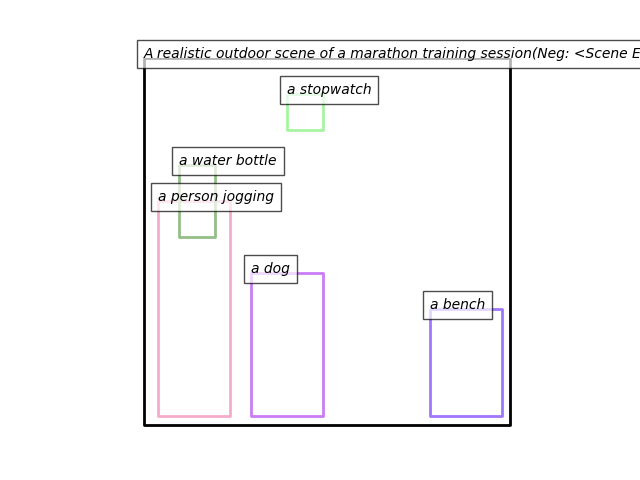 A realistic outdoor scene of a marathon training session(Neg: <Scene E
a stopwatch
a water bottle
a person jogging
a dog
a bench